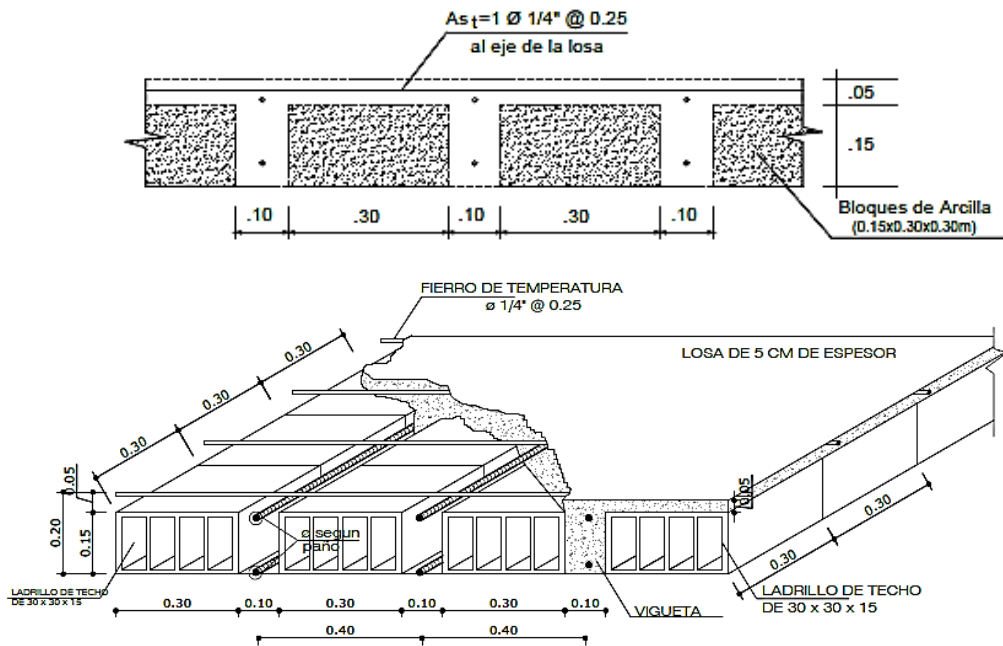 As t=1 Ø 1/4" @ 0.25
al eje de la losa
.05
.15
.10
.30
.10
.30
.10
Bloques de Arcilla
(0.15x0.30x0.30m)
FIERRO DE TEMPERATURA
ø 1/4" @ 0.25
LOSA DE 5 CM DE ESPESOR
0.30
0.30
0.30
0.05
0.20
0.15
0.05
ø segun
paño
0.30
0.30
LADRILLO DE TECHO
DE 30 x 30 x 15
LADRILLO DE TECHO
DE 30 x 30 x 15
VIGUETA
0.30
0.10
0.30
0.10
0.30
0.10
0.40
0.40